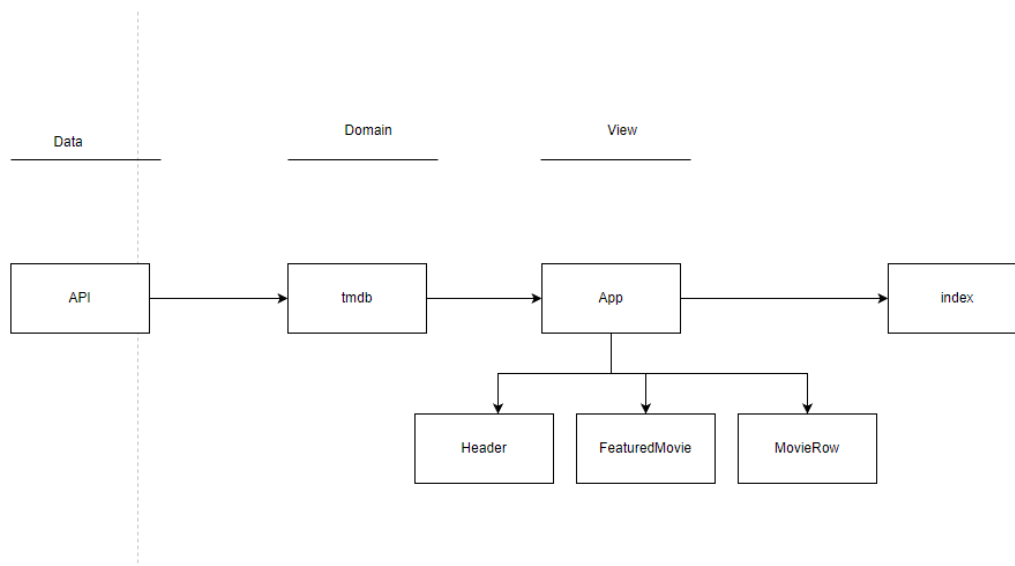 Data
Domain
View
API
tmdb
App
index
Header
FeaturedMovie
MovieRow